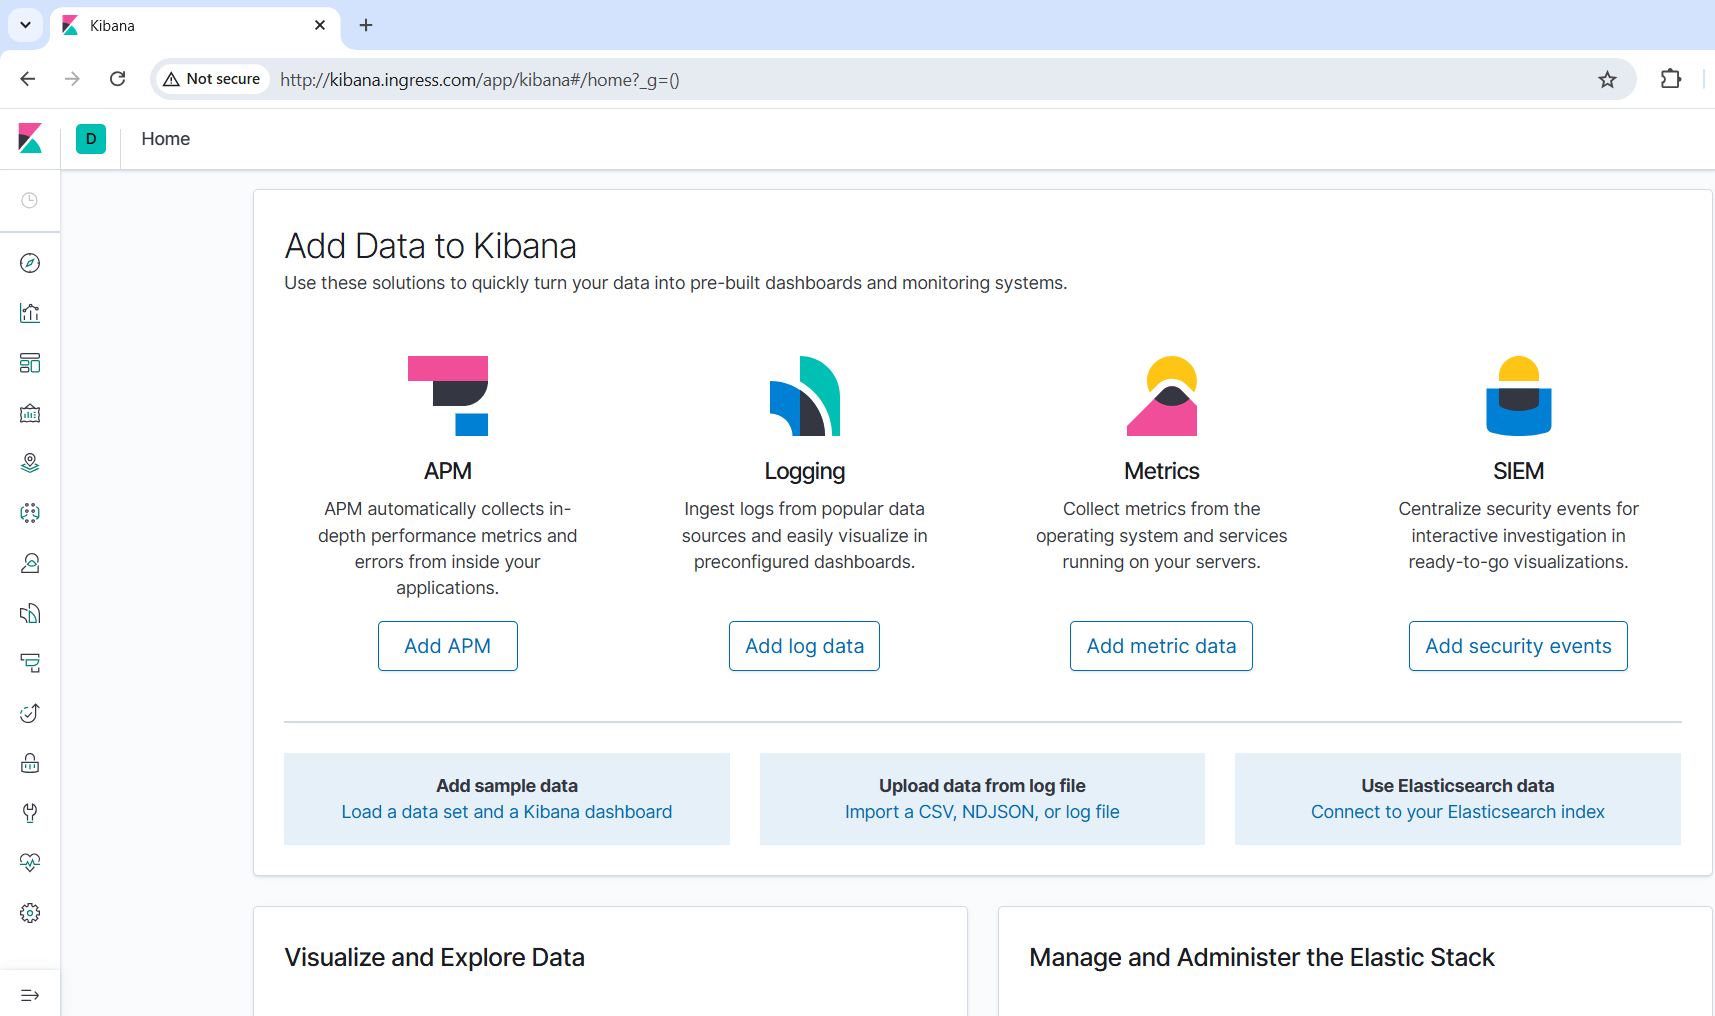 Kibana
Not secure
http://kibana.ingress.com/app/kibana#/home?_g=()
D
Home
Add Data to Kibana
Use these solutions to quickly turn your data into pre-built dashboards and monitoring systems.
APM
APM automatically collects in-
depth performance metrics and
errors from inside your
applications.
Add APM
Logging
Ingest logs from popular data
sources and easily visualize in
preconfigured dashboards.
Add log data
Metrics
Collect metrics from the
operating system and services
running on your servers.
Add metric data
SIEM
Centralize security events for
interactive investigation in
ready-to-go visualizations.
Add security events
Add sample data
Load a data set and a Kibana dashboard
Upload data from log file
Import a CSV, NDJSON, or log file
Use Elasticsearch data
Connect to your Elasticsearch index
Visualize and Explore Data
Manage and Administer the Elastic Stack